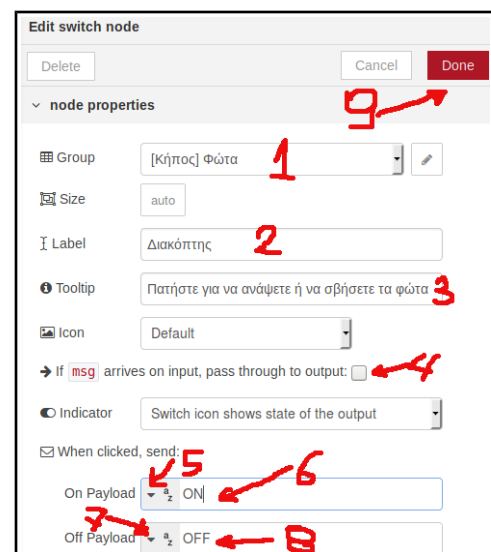 Edit switch node
Delete Cancel Done
9
node properties
Group [Κήπος] Φώτα 1
Size auto
Label Διακόπτης 2
Tooltip Πατήστε για να ανάψετε ή να σβήσετε τα φώτα 3
Icon Default
If msg arrives on input, pass through to output: 4
Indicator Switch icon shows state of the output
When clicked, send: 5 6
On Payload az ON
7
Off Payload az OFF 8